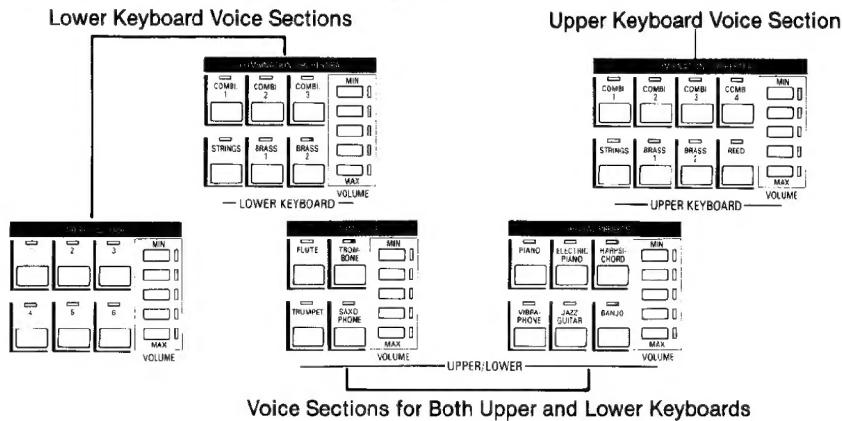 Lower Keyboard Voice Sections
Upper Keyboard Voice Section
COMBINATION ORCHESTRA
COMBI. 1
COMBI 2
COMBI. 3
MIN
STRINGS
BRASS 1
BRASS 2
MAX
VOLUME
LOWER KEYBOARD
COMBI 1
COMBI 2
COMBI 3
COMB 4
MIN
STRINGS
BRASS 1
BRASS 2
REED
MAX
VOLUME
UPPER KEYBOARD
2
3
MIN
4
5
6
MAX
VOLUME
FLUTE
TROM-
BONE
MIN
TRUMPET
SAXO
PHONE
MAX
VOLUME
PIANO
ELECTRIC
PIANO
HARPSI-
CHORD
MIN
VIBRA-
PHONE
JAZZ
GUITAR
BANJO
MAX
VOLUME
UPPER/LOWER
Voice Sections for Both Upper and Lower Keyboards